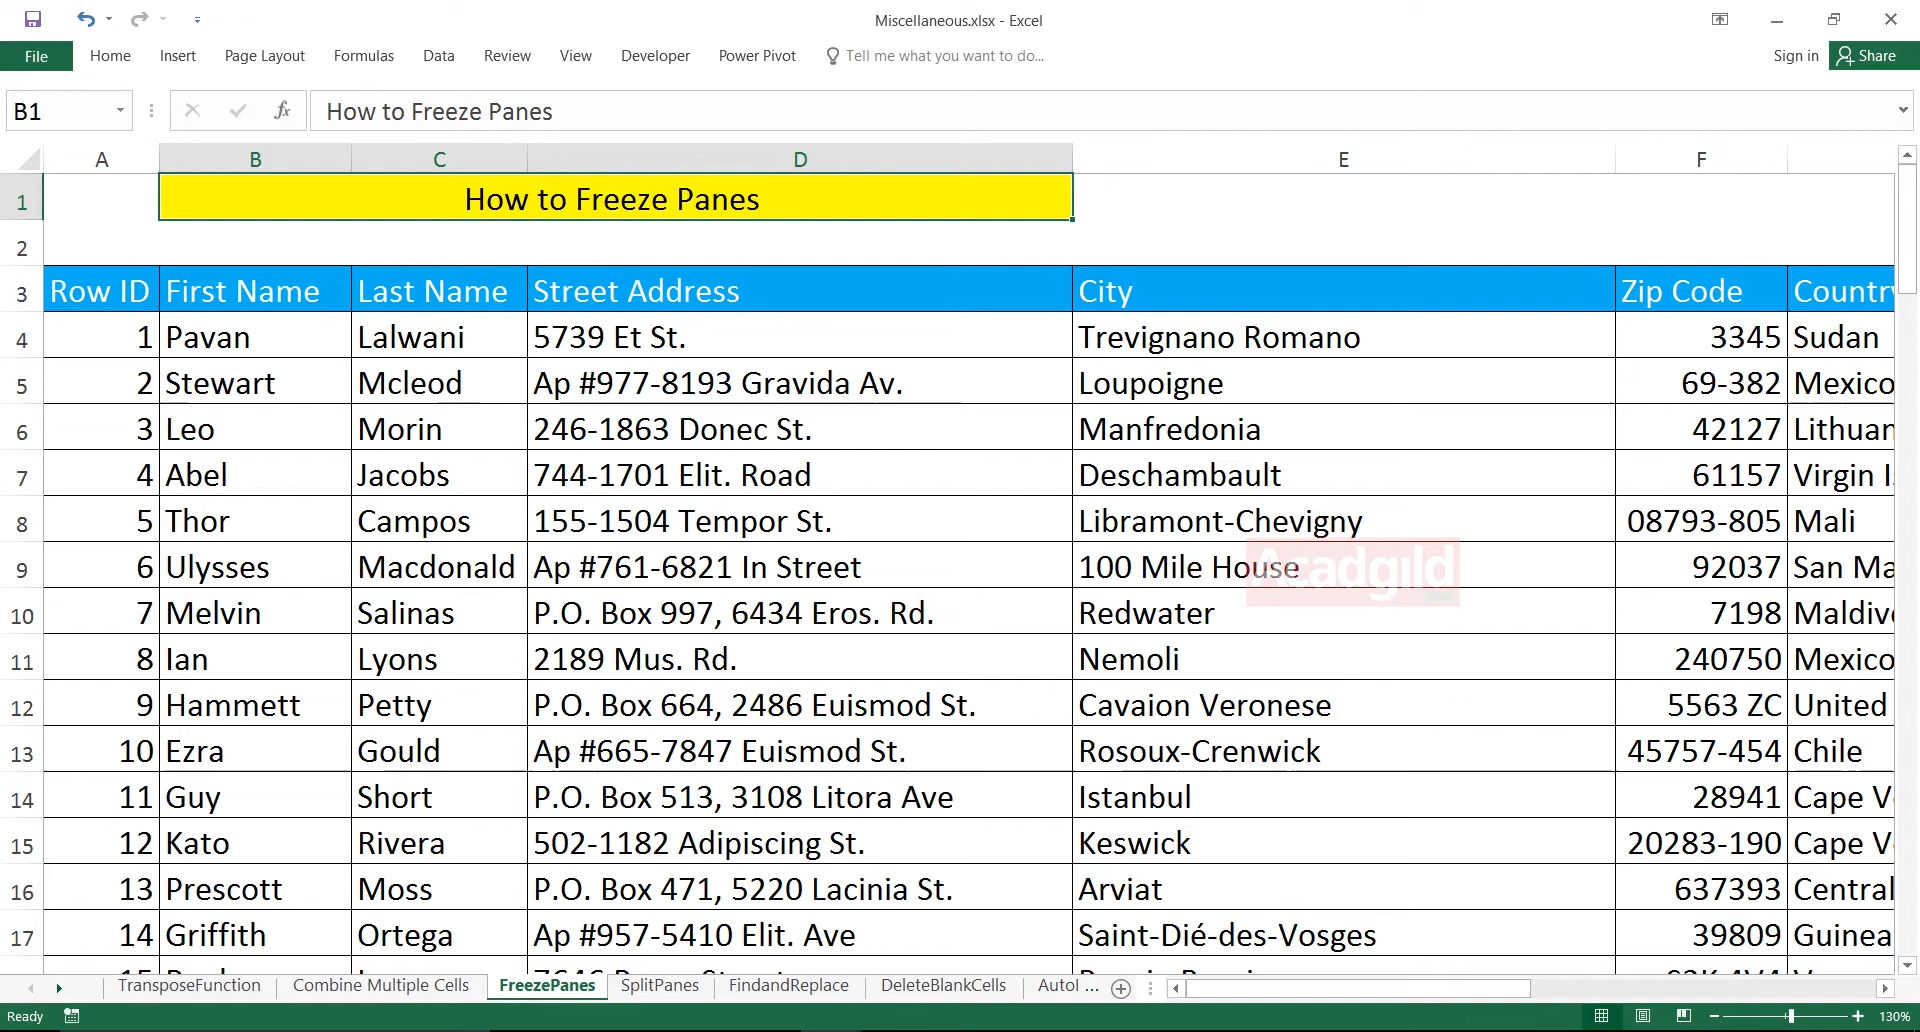 Miscellaneous.xlsx - Excel
File Home Insert Page Layout Formulas Data Review View Developer Power Pivot Tell me what you want to do... Sign in Share
B1 fx How to Freeze Panes
A B C D E F
1 How to Freeze Panes
2
3 Row ID First Name Last Name Street Address City Zip Code Country
4 1 Pavan Lalwani 5739 Et St. Trevignano Romano 3345 Sudan
5 2 Stewart Mcleod Ap #977-8193 Gravida Av. Loupoigne 69-382 Mexico
6 3 Leo Morin 246-1863 Donec St. Manfredonia 42127 Lithuan
7 4 Abel Jacobs 744-1701 Elit. Road Deschambault 61157 Virgin I
8 5 Thor Campos 155-1504 Tempor St. Libramont-Chevigny 08793-805 Mali
9 6 Ulysses Macdonald Ap #761-6821 In Street 100 Mile House 92037 San Ma
Acadgild
10 7 Melvin Salinas P.O. Box 997, 6434 Eros. Rd. Redwater 7198 Maldive
11 8 Ian Lyons 2189 Mus. Rd. Nemoli 240750 Mexico
12 9 Hammett Petty P.O. Box 664, 2486 Euismod St. Cavaion Veronese 5563 ZC United
13 10 Ezra Gould Ap #665-7847 Euismod St. Rosoux-Crenwick 45757-454 Chile
14 11 Guy Short P.O. Box 513, 3108 Litora Ave Istanbul 28941 Cape V
15 12 Kato Rivera 502-1182 Adipiscing St. Keswick 20283-190 Cape V
16 13 Prescott Moss P.O. Box 471, 5220 Lacinia St. Arviat 637393 Central
17 14 Griffith Ortega Ap #957-5410 Elit. Ave Saint-Dié-des-Vosges 39809 Guinea
TransposeFunction Combine Multiple Cells FreezePanes SplitPanes FindandReplace DeleteBlankCells AutoI ...
Ready 130%